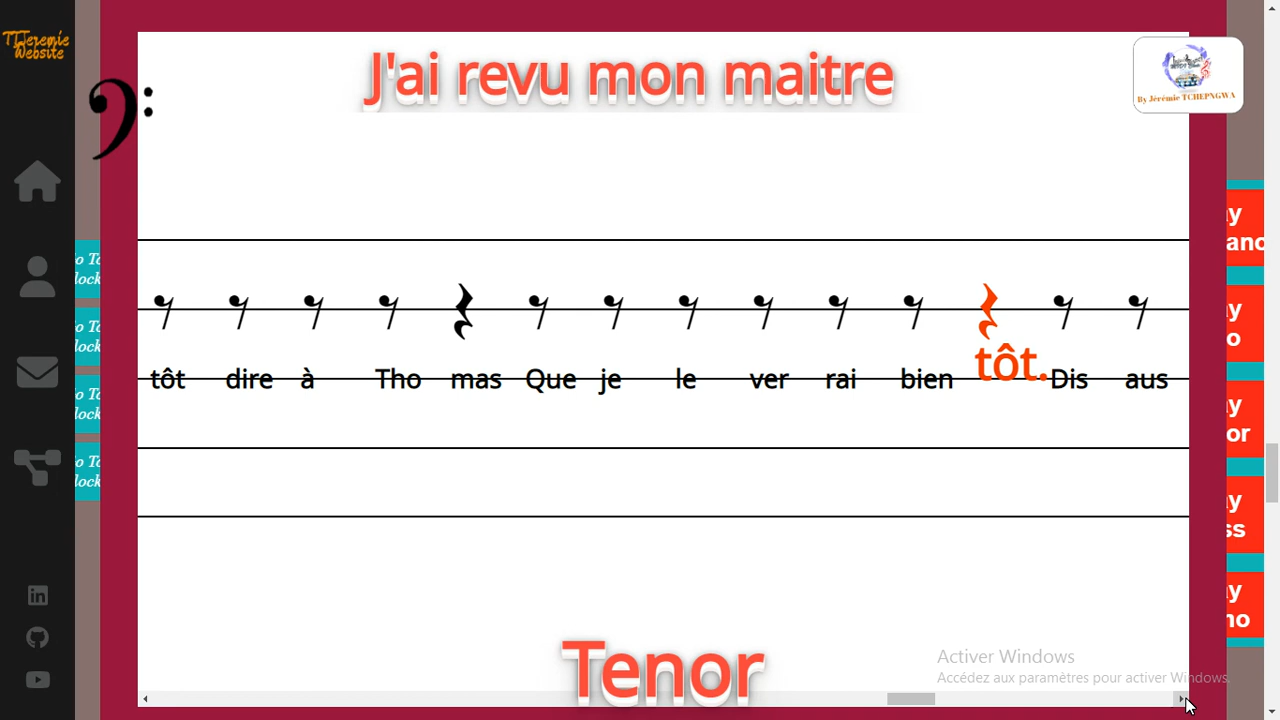 TTJeremie
Website
J'ai revu mon maitre
By Jérémie TCHEPNGWA
tôt dire à Tho mas Que je le ver rai bien tôt. Dis aus
Tenor
Activer Windows
Accédez aux paramètres pour activer Windows.